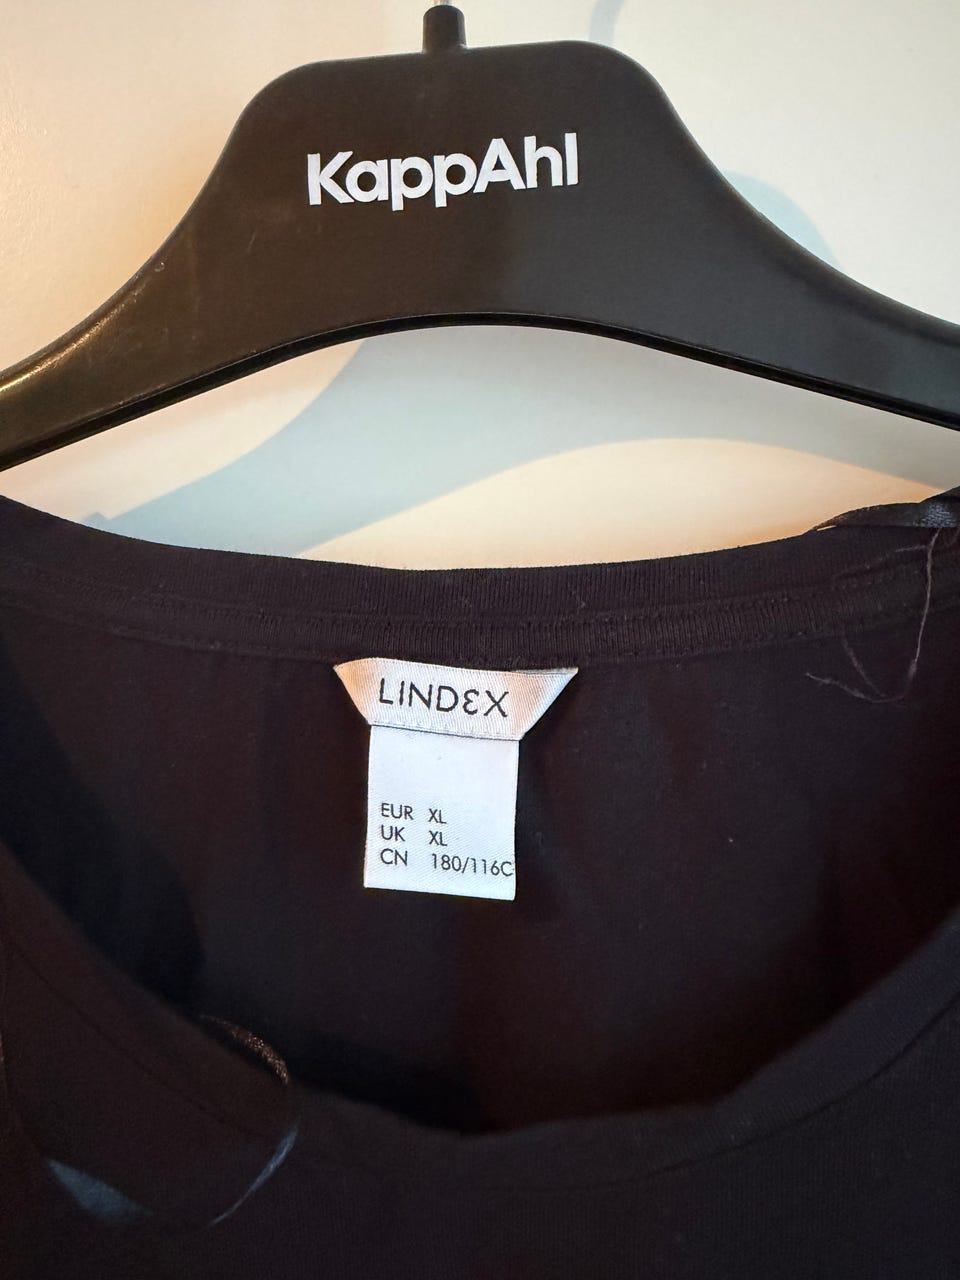 KappAhl
LINDEX
EUR XL
UK XL
CN 180/116C